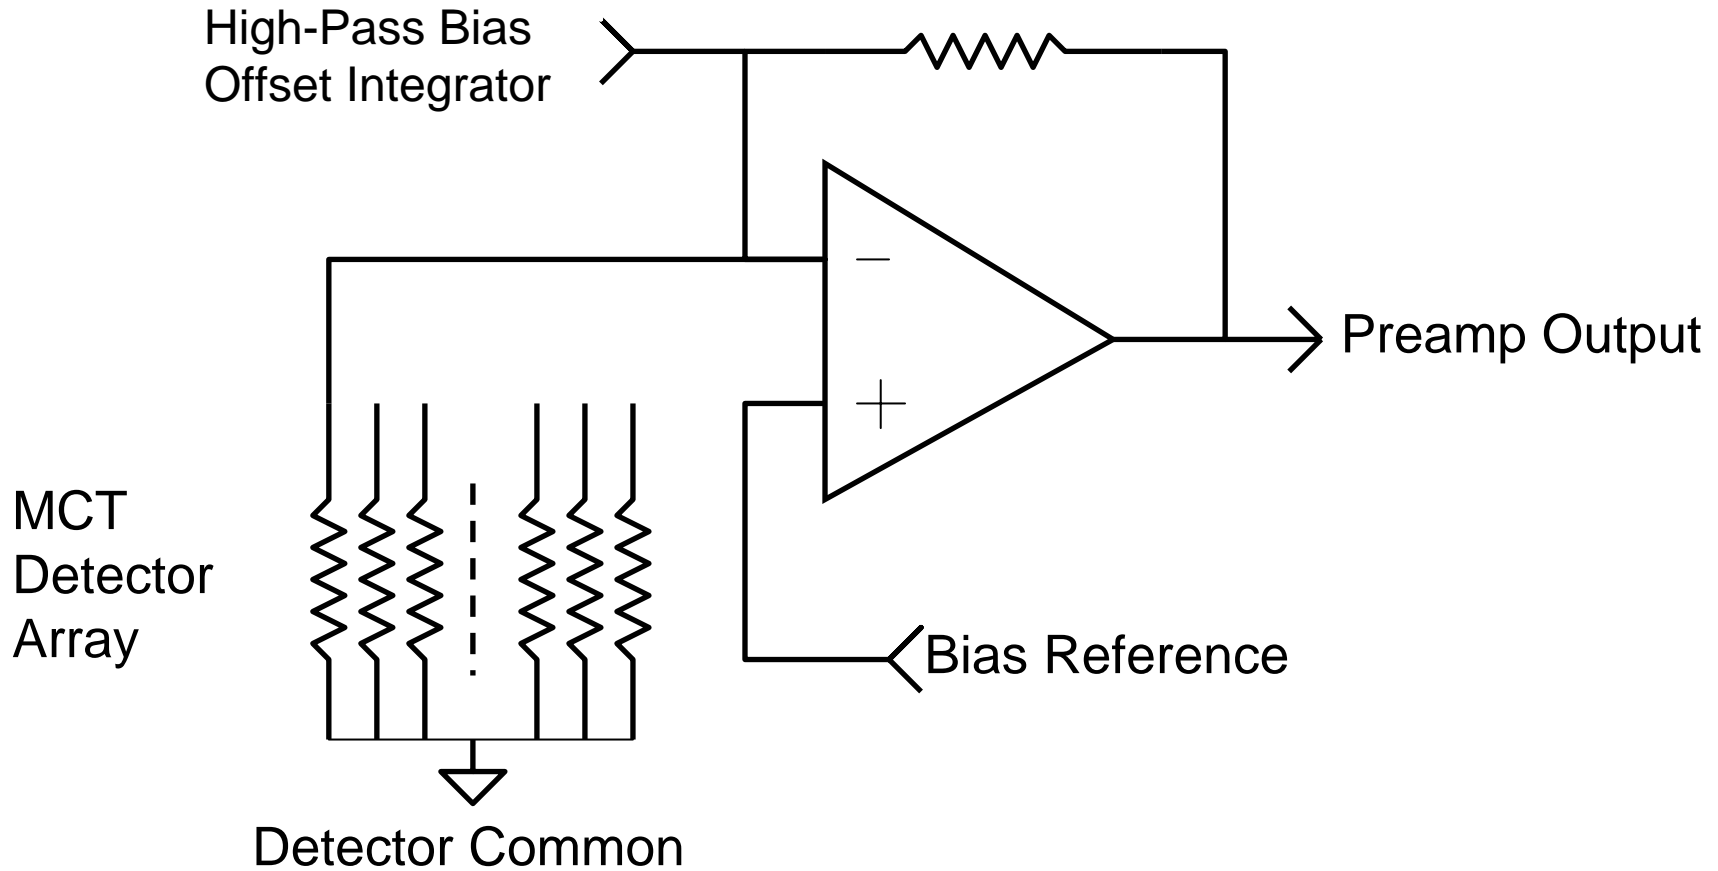 High-Pass Bias
Offset Integrator
−
Preamp Output
+
MCT
Detector
Array
Bias Reference
Detector Common